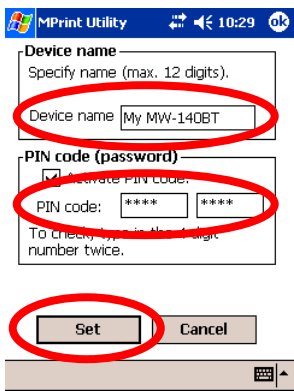 MPrint Utility 10:29 ok
Device name
Specify name (max. 12 digits).
Device name My MW-140BT
PIN code (password)
Activate PIN code.
PIN code: **** ****
To check, type in the 4 digit
number twice.
Set Cancel